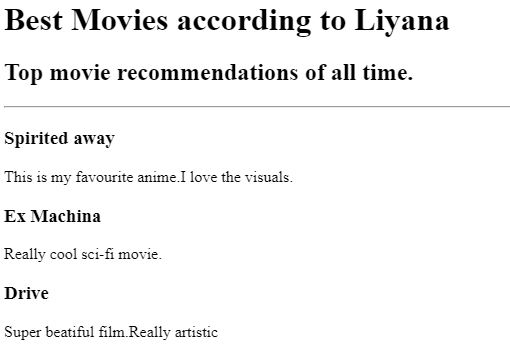 Best Movies according to Liyana
Top movie recommendations of all time.
Spirited away
This is my favourite anime.I love the visuals.
Ex Machina
Really cool sci-fi movie.
Drive
Super beatiful film.Really artistic